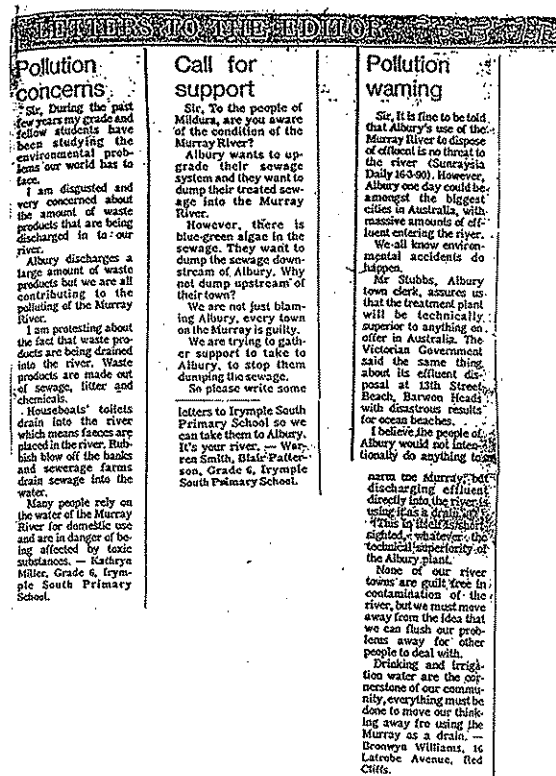 LETTERS TO THE EDITOR
Pollution
concerns
Sir, During the past
few years my grade and
fellow students have
been studying the
environmental prob-
lems our world has to
face.
I am disgusted and
very concerned about
the amount of waste
products that are being
discharged in to our
river.
Albury discharges a
large amount of waste
products but we are all
contributing to the
polluting of the Murray
River.
I am protesting about
the fact that waste pro-
ducts are being drained
into the river. Waste
products are made out
of sewage, litter and
chemicals.
Houseboats' toilets
drain into the river
which means faeces are
placed in the river. Rub-
bish blow off the banks
and sewerage farms
drain sewage into the
water.
Many people rely on
the water of the Murray
River for domestic use
and are in danger of be-
ing affected by toxic
substances. — Kathryn
Miller, Grade 6, Irym-
ple South Primary
School.
Call for
support
Sir, To the people of
Mildura, are you aware
of the condition of the
Murray River?
Albury wants to up-
grade their sewage
system and they want to
dump their treated sew-
age into the Murray
River.
However, there is
blue-green algae in the
sewage. They want to
dump the sewage down-
stream of Albury. Why
not dump upstream of
their town?
We are not just blam-
ing Albury, every town
on the Murray is guilty.
We are trying to gath-
er support to take to
Albury, to stop them
dumping the sewage.
So please write some
letters to Irymple South
Primary School so we
can take them to Albury.
It's your river. — War-
ren Smith, Blair Patter-
son, Grade 6, Irymple
South Primary School.
Pollution
warning
Sir, It is fine to be told
that Albury's use of the
Murray River to dispose
of effluent is no threat to
the river (Sunraysia
Daily 16-3-90). However,
Albury one day could be
amongst the biggest
cities in Australia, with
massive amounts of eff-
luent entering the river.
We all know environ-
mental accidents do
happen.
Mr Stubbs, Albury
town clerk, assures us
that the treatment plant
will be technically
superior to anything on
offer in Australia. The
Victorian Government
said the same thing
about its effluent dis-
posal at 13th Street
Beach, Barwon Heads
with disastrous results
for ocean beaches.
I believe the people of
Albury would not inten-
tionally do anything to
harm the Murray, but
discharging effluent
directly into the river is
using it as a drain.
This in itself is short
sighted, whatever the
technical superiority of
the Albury plant.
None of our river
towns are guilt free in
contamination of the
river, but we must move
away from the idea that
we can flush our prob-
lems away for other
people to deal with.
Drinking and irriga-
tion water are the cor-
nerstone of our commu-
nity, everything must be
done to move our think-
ing away fro using the
Murray as a drain. —
Bronwyn Williams, 16
Latrobe Avenue, Red
Cliffs.